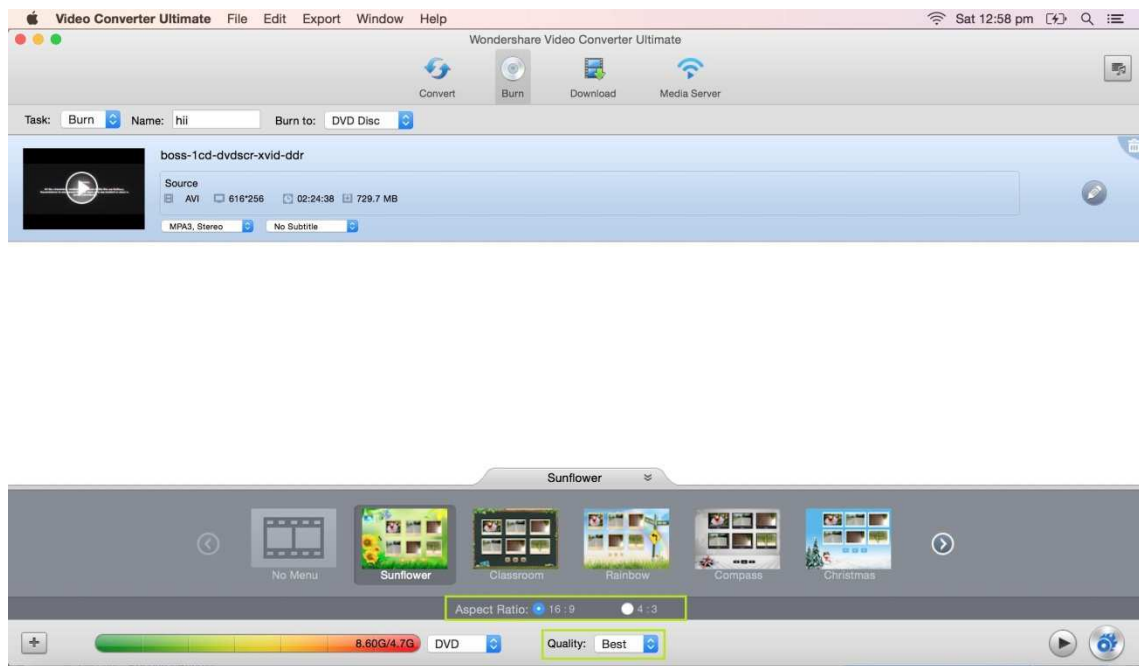 Video Converter Ultimate File Edit Export Window Help Sat 12:58 pm
Wondershare Video Converter Ultimate
Convert Burn Download Media Server
Task: Burn Name: hii Burn to: DVD Disc
boss-1cd-dvdscr-xvid-ddr
Source
AVI 616*256 02:24:38 729.7 MB
MPA3, Stereo No Subtitle
Sunflower
No Menu Sunflower Classroom Rainbow Compass Christmas
Aspect Ratio: 16 : 9 4 : 3
8.60G/4.7G DVD Quality: Best